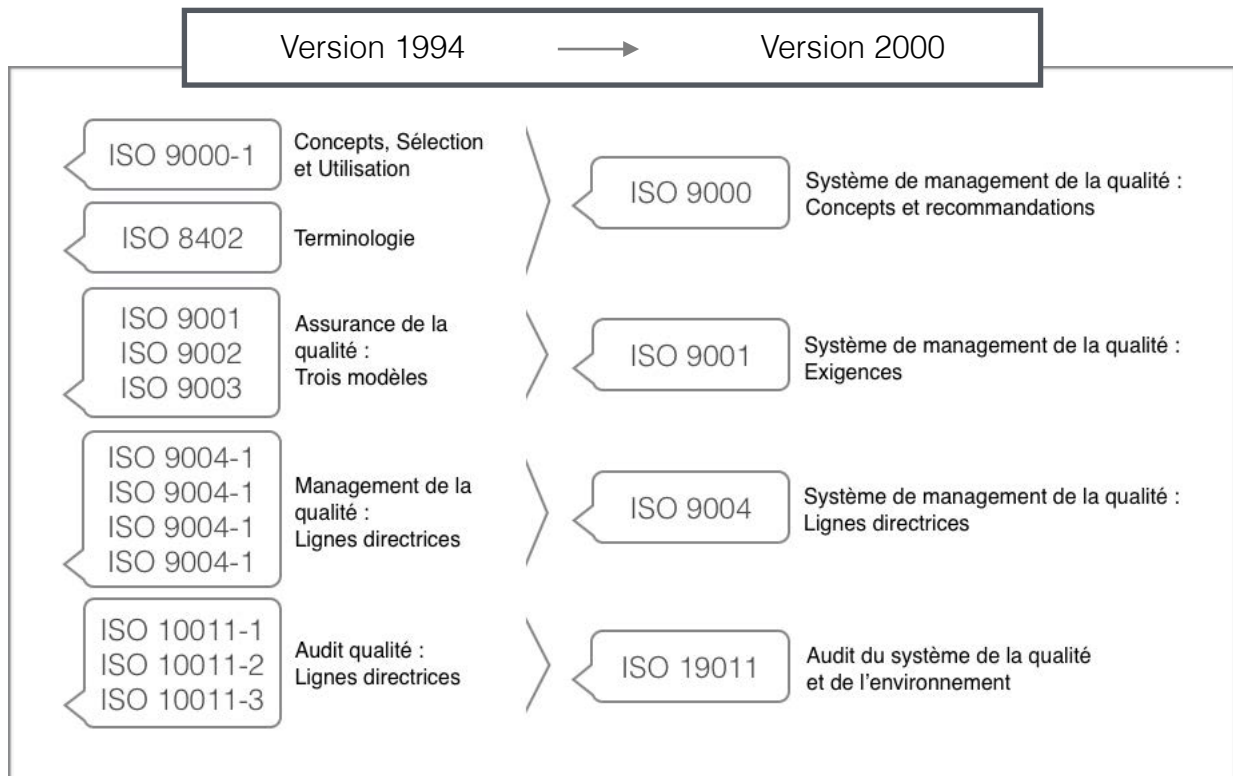 Version 1994 → Version 2000
ISO 9000-1
Concepts, Sélection
et Utilisation
ISO 8402
Terminologie
ISO 9000
Système de management de la qualité :
Concepts et recommandations
ISO 9001
ISO 9002
ISO 9003
Assurance de la
qualité :
Trois modèles
ISO 9001
Système de management de la qualité :
Exigences
ISO 9004-1
ISO 9004-1
ISO 9004-1
ISO 9004-1
Management de la
qualité :
Lignes directrices
ISO 9004
Système de management de la qualité :
Lignes directrices
ISO 10011-1
ISO 10011-2
ISO 10011-3
Audit qualité :
Lignes directrices
ISO 19011
Audit du système de la qualité
et de l'environnement